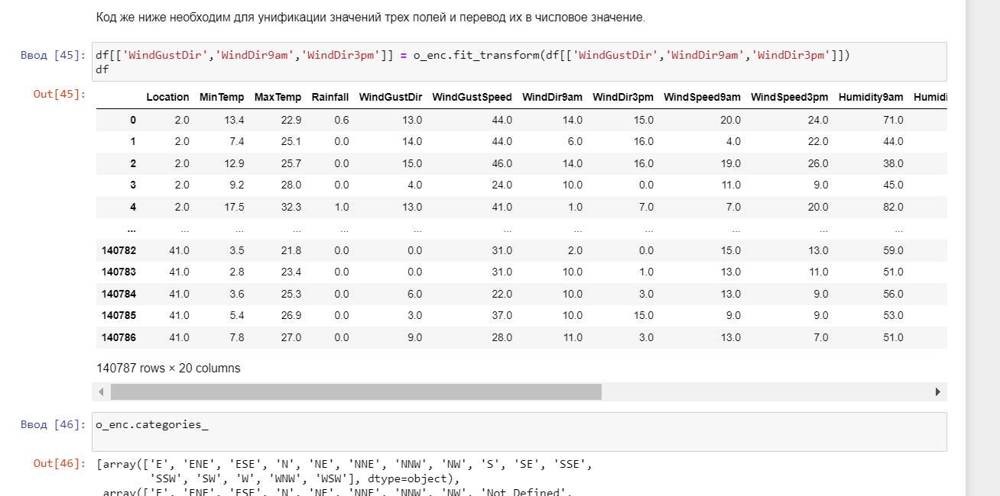 Код же ниже необходим для унификации значений трех полей и перевод их в числовое значение.
Ввод [45]: df[['WindGustDir','WindDir9am','WindDir3pm']] = o_enc.fit_transform(df[['WindGustDir','WindDir9am','WindDir3pm']])
df
Out[45]:
Location MinTemp MaxTemp Rainfall WindGustDir WindGustSpeed WindDir9am WindDir3pm WindSpeed9am WindSpeed3pm Humidity9am Humidi
0 2.0 13.4 22.9 0.6 13.0 44.0 14.0 15.0 20.0 24.0 71.0
1 2.0 7.4 25.1 0.0 14.0 44.0 6.0 16.0 4.0 22.0 44.0
2 2.0 12.9 25.7 0.0 15.0 46.0 14.0 16.0 19.0 26.0 38.0
3 2.0 9.2 28.0 0.0 4.0 24.0 10.0 0.0 11.0 9.0 45.0
4 2.0 17.5 32.3 1.0 13.0 41.0 1.0 7.0 7.0 20.0 82.0
... ... ... ... ... ... ... ... ... ... ... ...
140782 41.0 3.5 21.8 0.0 0.0 31.0 2.0 0.0 15.0 13.0 59.0
140783 41.0 2.8 23.4 0.0 0.0 31.0 10.0 1.0 13.0 11.0 51.0
140784 41.0 3.6 25.3 0.0 6.0 22.0 10.0 3.0 13.0 9.0 56.0
140785 41.0 5.4 26.9 0.0 3.0 37.0 10.0 15.0 9.0 9.0 53.0
140786 41.0 7.8 27.0 0.0 9.0 28.0 11.0 3.0 13.0 7.0 51.0
140787 rows × 20 columns
Ввод [46]: o_enc.categories_
Out[46]: [array(['E', 'ENE', 'ESE', 'N', 'NE', 'NNE', 'NNW', 'NW', 'S', 'SE', 'SSE',
'SSW', 'SW', 'W', 'WNW', 'WSW'], dtype=object),
array(['E', 'ENE', 'ESE', 'N', 'NE', 'NNE', 'NNW', 'NW', 'Not Defined',